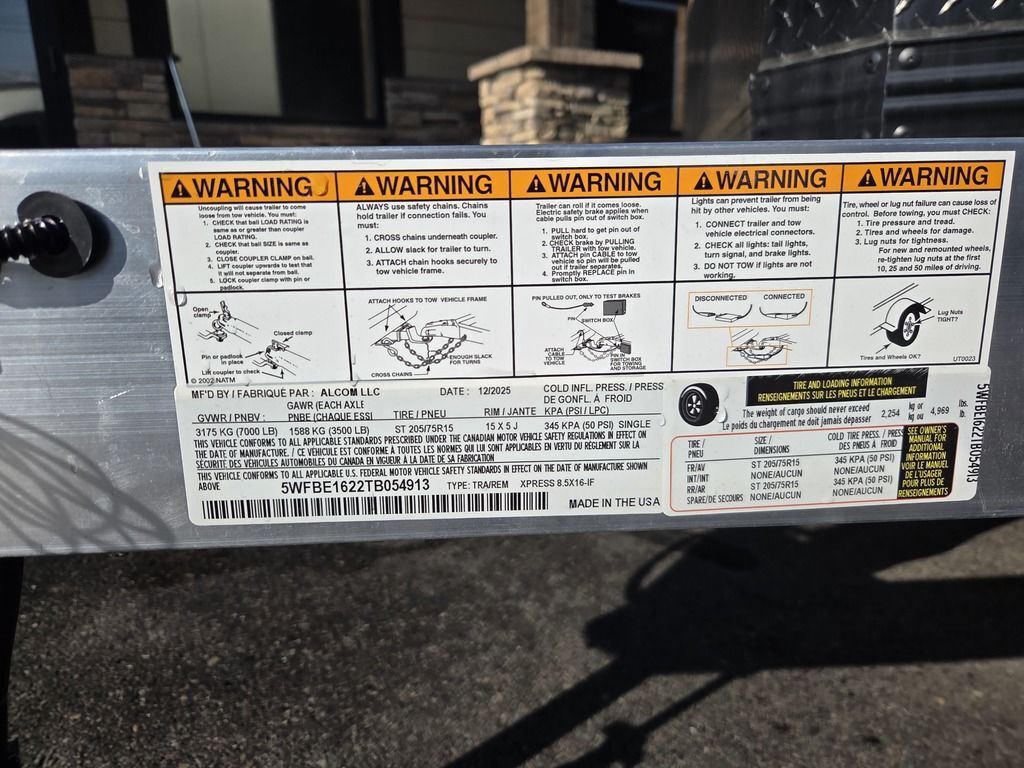 WARNING
Uncoupling will cause trailer to come
loose from tow vehicle. You must:
1. CHECK that ball LOAD RATING is
same as or greater than coupler
LOAD RATING.
2. CHECK that ball SIZE is same as
coupler.
3. CLOSE COUPLER CLAMP on ball.
4. LIFT coupler upwards to test that
it will not separate from ball.
5. LOCK coupler clamp with pin or
padlock.
Open
clamp
Closed clamp
Pin or padlock
in place
Lift coupler to check
© 2002 NATM
WARNING
ALWAYS use safety chains. Chains
hold trailer if connection fails. You
must:
1. CROSS chains underneath coupler.
2. ALLOW slack for trailer to turn.
3. ATTACH chain hooks securely to
tow vehicle frame.
ATTACH HOOKS TO TOW VEHICLE FRAME
ENOUGH SLACK
FOR TURNS
CROSS CHAINS
WARNING
Trailer can roll if it comes loose.
Electric safety brake applies when
cable pulls pin out of switch box.
1. PULL hard to get pin out of
switch box.
2. CHECK brake by PULLING
TRAILER with tow vehicle.
3. ATTACH pin CABLE to tow
vehicle so pin will be pulled
out if trailer separates.
4. Promptly REPLACE pin in
switch box.
PIN PULLED OUT, ONLY TO TEST BRAKES
PIN
SWITCH BOX
ATTACH
CABLE
TO TOW
VEHICLE
PIN IN
SWITCH BOX
FOR TOWING
AND STORAGE
WARNING
Lights can prevent trailer from being
hit by other vehicles. You must:
1. CONNECT trailer and tow
vehicle electrical connectors.
2. CHECK all lights: tail lights,
turn signal, and brake lights.
3. DO NOT TOW if lights are not
working.
DISCONNECTED CONNECTED
WARNING
Tire, wheel or lug nut failure can cause loss of
control. Before towing, you must CHECK:
1. Tire pressure and tread.
2. Tires and wheels for damage.
3. Lug nuts for tightness.
For new and remounted wheels,
re-tighten lug nuts at the first
10, 25 and 50 miles of driving.
Lug Nuts
TIGHT?
Tires and Wheels OK?
UT0023
MF'D BY / FABRIQUÉ PAR : ALCOM LLC DATE : 12/2025 COLD INFL. PRESS. / PRESS
GAWR (EACH AXLE DE GONFL. À FROID
GVWR / PNBV : PNBE (CHAQUE ESSI TIRE / PNEU RIM / JANTE KPA (PSI / LPC)
3175 KG (7000 LB) 1588 KG (3500 LB) ST 205/75R15 15 X 5 J 345 KPA (50 PSI) SINGLE
THIS VEHICLE CONFORMS TO ALL APPLICABLE STANDARDS PRESCRIBED UNDER THE CANADIAN MOTOR VEHICLE SAFETY REGULATIONS IN EFFECT ON
THE DATE OF MANUFACTURE. / CE VEHICULE EST CONFORME À TOUTES LES NORMES QUI LUI SONT APPLICABLES EN VERTU DU RÈGLEMENT SUR LA
SÉCURITÉ DES VÉHICULES AUTOMOBILES DU CANADA EN VIGUEUR À LA DATE DE SA FABRICATION
THIS VEHICLE CONFORMS TO ALL APPLICABLE U.S. FEDERAL MOTOR VEHICLE SAFETY STANDARDS IN EFFECT ON THE DATE OF MANUFACTURE SHOWN
ABOVE
5WFBE1622TB054913 TYPE: TRA/REM XPRESS 8.5X16-IF
MADE IN THE USA
TIRE AND LOADING INFORMATION
RENSEIGNEMENTS SUR LES PNEUS ET LE CHARGEMENT
The weight of cargo should never exceed
Le poids du chargement ne doit jamais depasser
2,254 kg or kg ou 4,969 lbs. lb.
TIRE / PNEU SIZE / DIMENSIONS COLD TIRE PRESS. / PRESS DES PNEUS À FROID
FR/AV ST 205/75R15 345 KPA (50 PSI)
INT/INT NONE/AUCUN NONE/AUCUN
RR/AR ST 205/75R15 345 KPA (50 PSI)
SPARE/DE SECOURS NONE/AUCUN NONE/AUCUN
SEE OWNER'S
MANUAL FOR
ADDITIONAL
INFORMATION
VOIR LE MANUEL
DE L'USAGER
POUR PLUS DE
RENSEIGNEMENTS
5WFBE1622TB054913